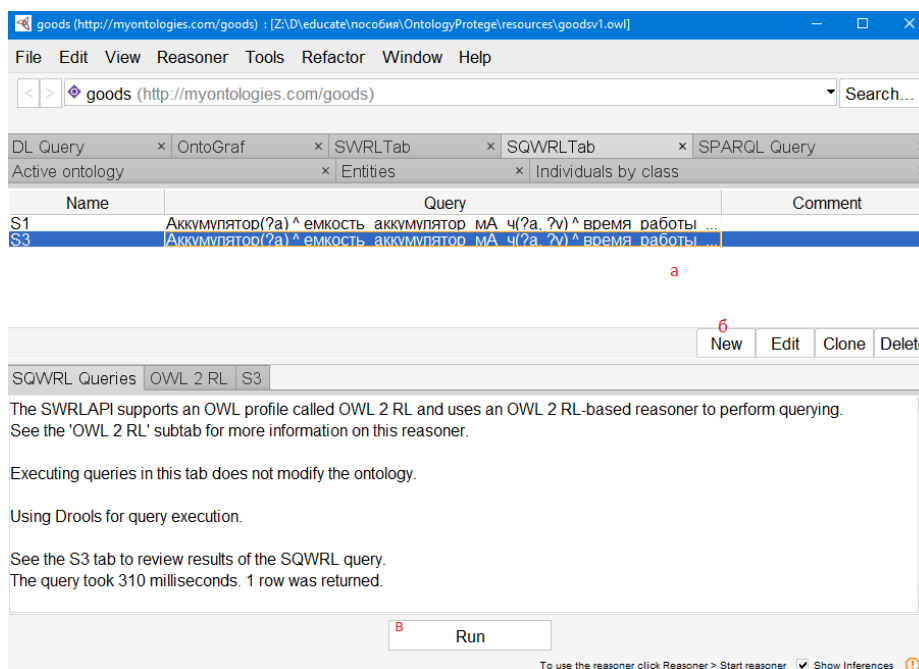 goods (http://myontologies.com/goods) : [Z:\D\educate\пособия\OntologyProtege\resources\goodsv1.owl]
File Edit View Reasoner Tools Refactor Window Help
< > goods (http://myontologies.com/goods) Search...
DL Query × OntoGraf × SWRLTab × SQWRLTab × SPARQL Query
Active ontology × Entities × Individuals by class
Name Query Comment
S1 Аккумулятор(?a) ^ емкость_аккумулятор_мА_ч(?a, ?v) ^ время_работы_...
S3 Аккумулятор(?a) ^ емкость_аккумулятор_мА_ч(?a, ?v) ^ время_работы_...
а
б
New Edit Clone Delet
SQWRL Queries OWL 2 RL S3
The SWRLAPI supports an OWL profile called OWL 2 RL and uses an OWL 2 RL-based reasoner to perform querying.
See the 'OWL 2 RL' subtab for more information on this reasoner.
Executing queries in this tab does not modify the ontology.
Using Drools for query execution.
See the S3 tab to review results of the SQWRL query.
The query took 310 milliseconds. 1 row was returned.
в Run
To use the reasoner click Reasoner > Start reasoner Show Inferences